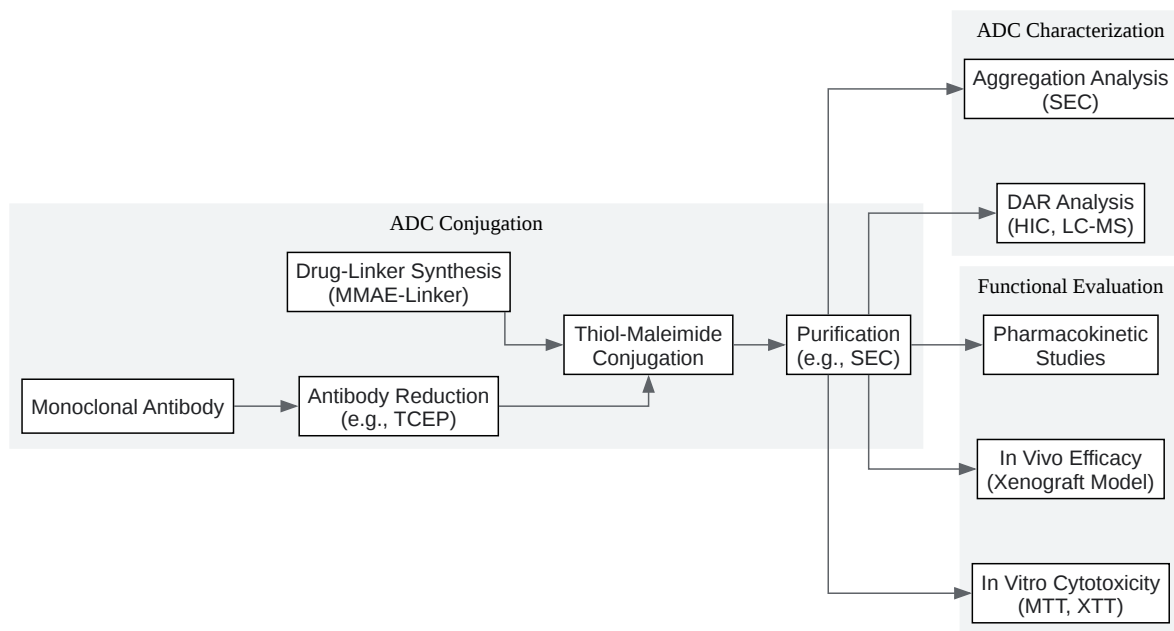 ADC Characterization
Aggregation Analysis
(SEC)
DAR Analysis
(HIC, LC-MS)
ADC Conjugation
Drug-Linker Synthesis
(MMAE-Linker)
Thiol-Maleimide
Conjugation
Purification
(e.g., SEC)
Monoclonal Antibody
Antibody Reduction
(e.g., TCEP)
Functional Evaluation
Pharmacokinetic
Studies
In Vivo Efficacy
(Xenograft Model)
In Vitro Cytotoxicity
(MTT, XTT)